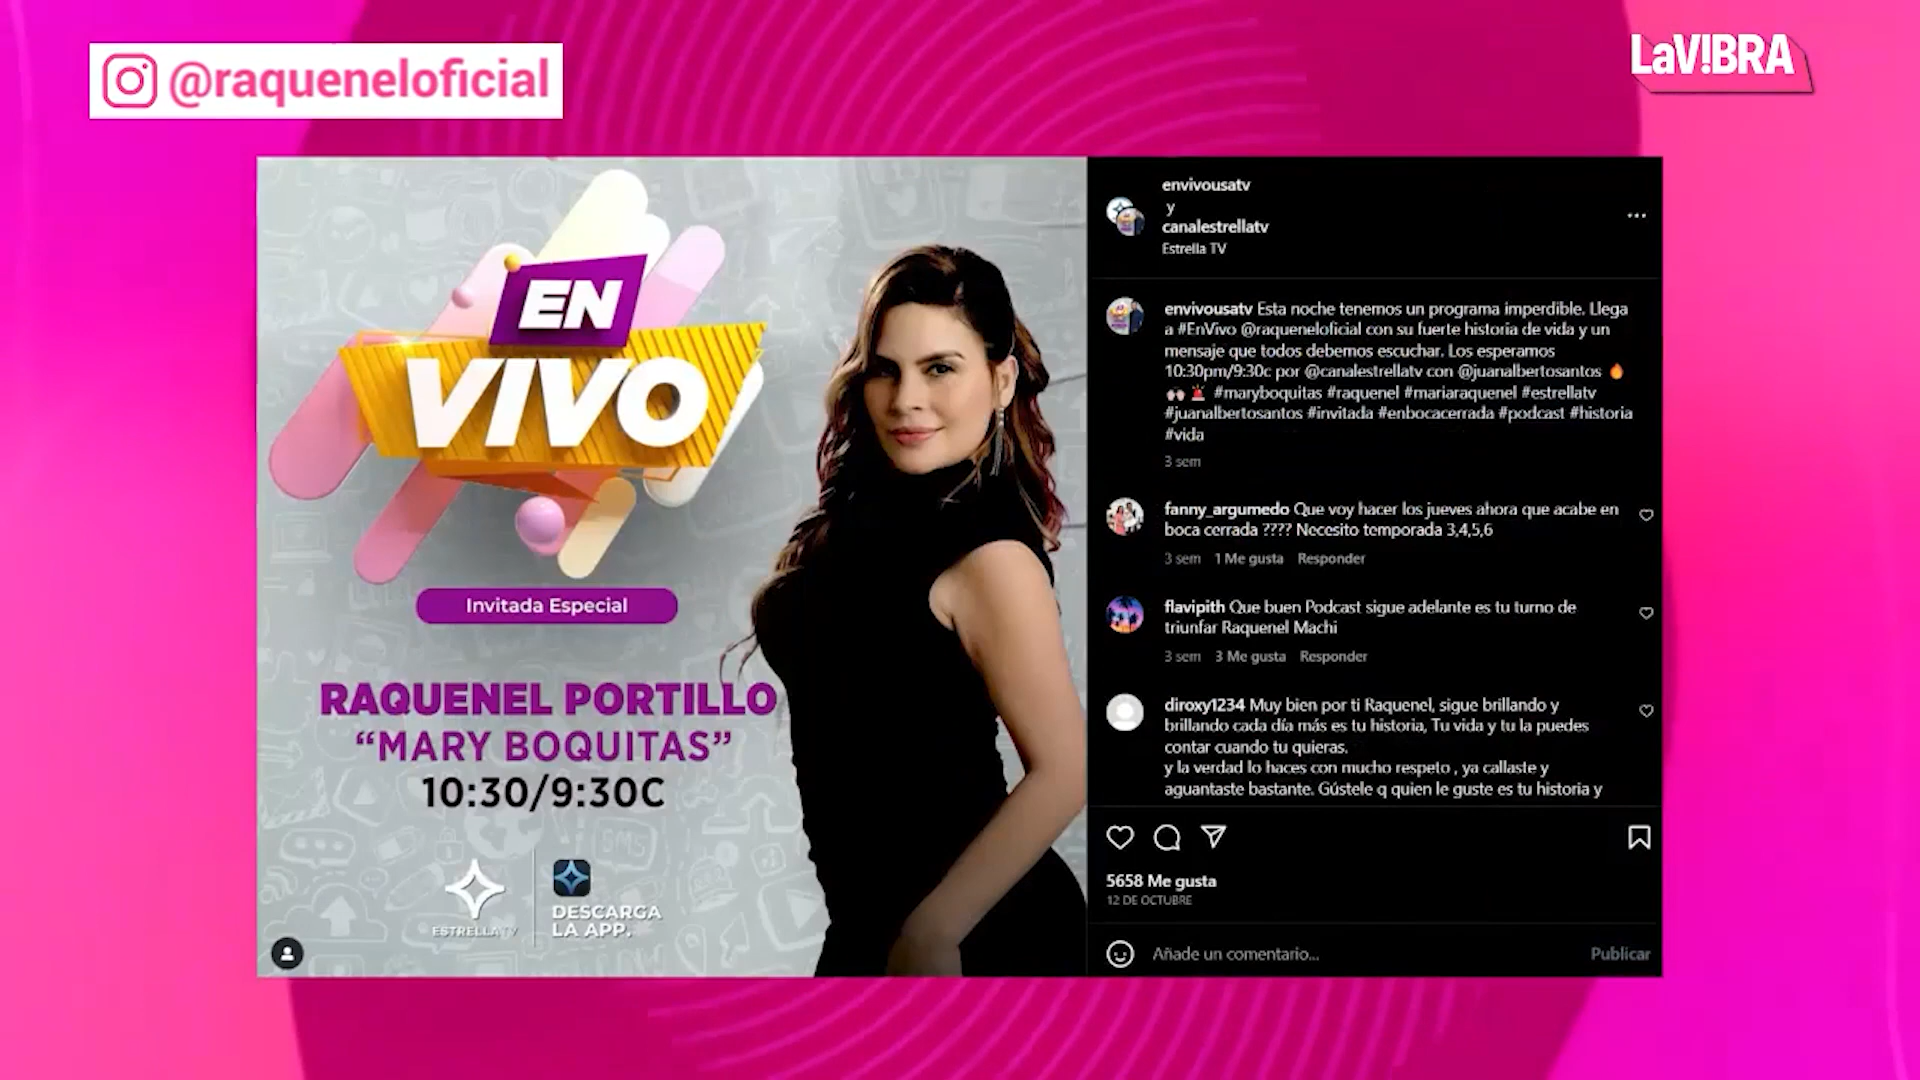 @raqueneloficial
LaV!BRA
EN
VIVO
Invitada Especial
RAQUENEL PORTILLO
“MARY BOQUITAS”
10:30/9:30C
ESTRELLA TV
DESCARGA
LA APP.
SMS
envivousatv
y
canalestrellatv
Estrella TV
envivousatv Esta noche tenemos un programa imperdible. Llega
a #EnVivo @raqueneloficial con su fuerte historia de vida y un
mensaje que todos debemos escuchar. Los esperamos
10:30pm/9:30c por @canalestrellatv con @juanalbertosantos 🔥
🙌🏻 🚨 #maryboquitas #raquenel #mariaraquenel #estrellatv
#juanalbertosantos #invitada #enbocacerrada #podcast #historia
#vida
3 sem
fanny_argumedo Que voy hacer los jueves ahora que acabe en
boca cerrada ???? Necesito temporada 3,4,5,6
3 sem 1 Me gusta Responder
flavipith Que buen Podcast sigue adelante es tu turno de
triunfar Raquenel Machi
3 sem 3 Me gusta Responder
diroxy1234 Muy bien por ti Raquenel, sigue brillando y
brillando cada día más es tu historia, Tu vida y tu la puedes
contar cuando tu quieras.
y la verdad lo haces con mucho respeto , ya callaste y
aguantaste bastante. Gústele q quien le guste es tu historia y
5658 Me gusta
12 DE OCTUBRE
Añade un comentario...
Publicar